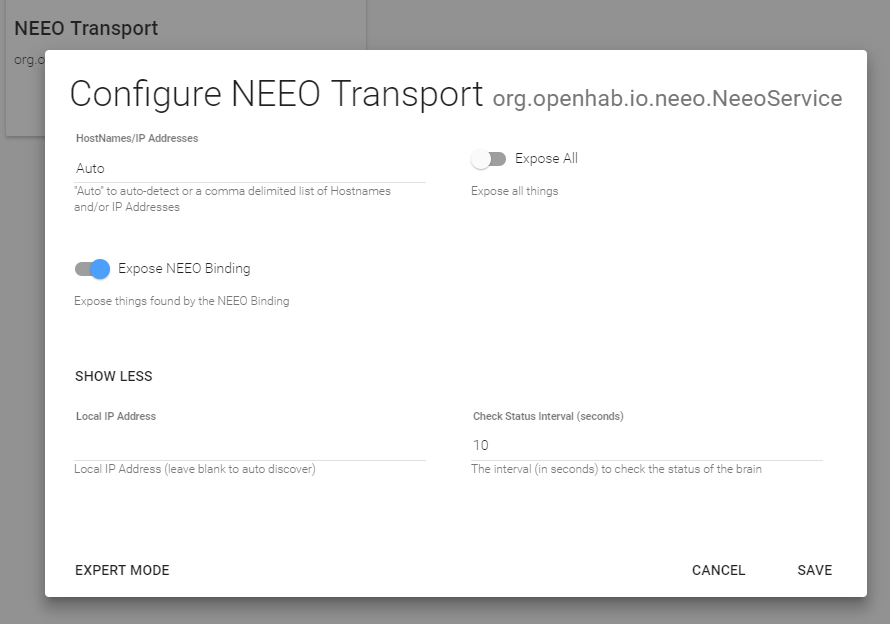 NEEO Transport
org.o
Configure NEEO Transport org.openhab.io.neeo.NeeoService
HostNames/IP Addresses
Auto
"Auto" to auto-detect or a comma delimited list of Hostnames
and/or IP Addresses
Expose All
Expose all things
Expose NEEO Binding
Expose things found by the NEEO Binding
SHOW LESS
Local IP Address
Local IP Address (leave blank to auto discover)
Check Status Interval (seconds)
10
The interval (in seconds) to check the status of the brain
EXPERT MODE
CANCEL
SAVE